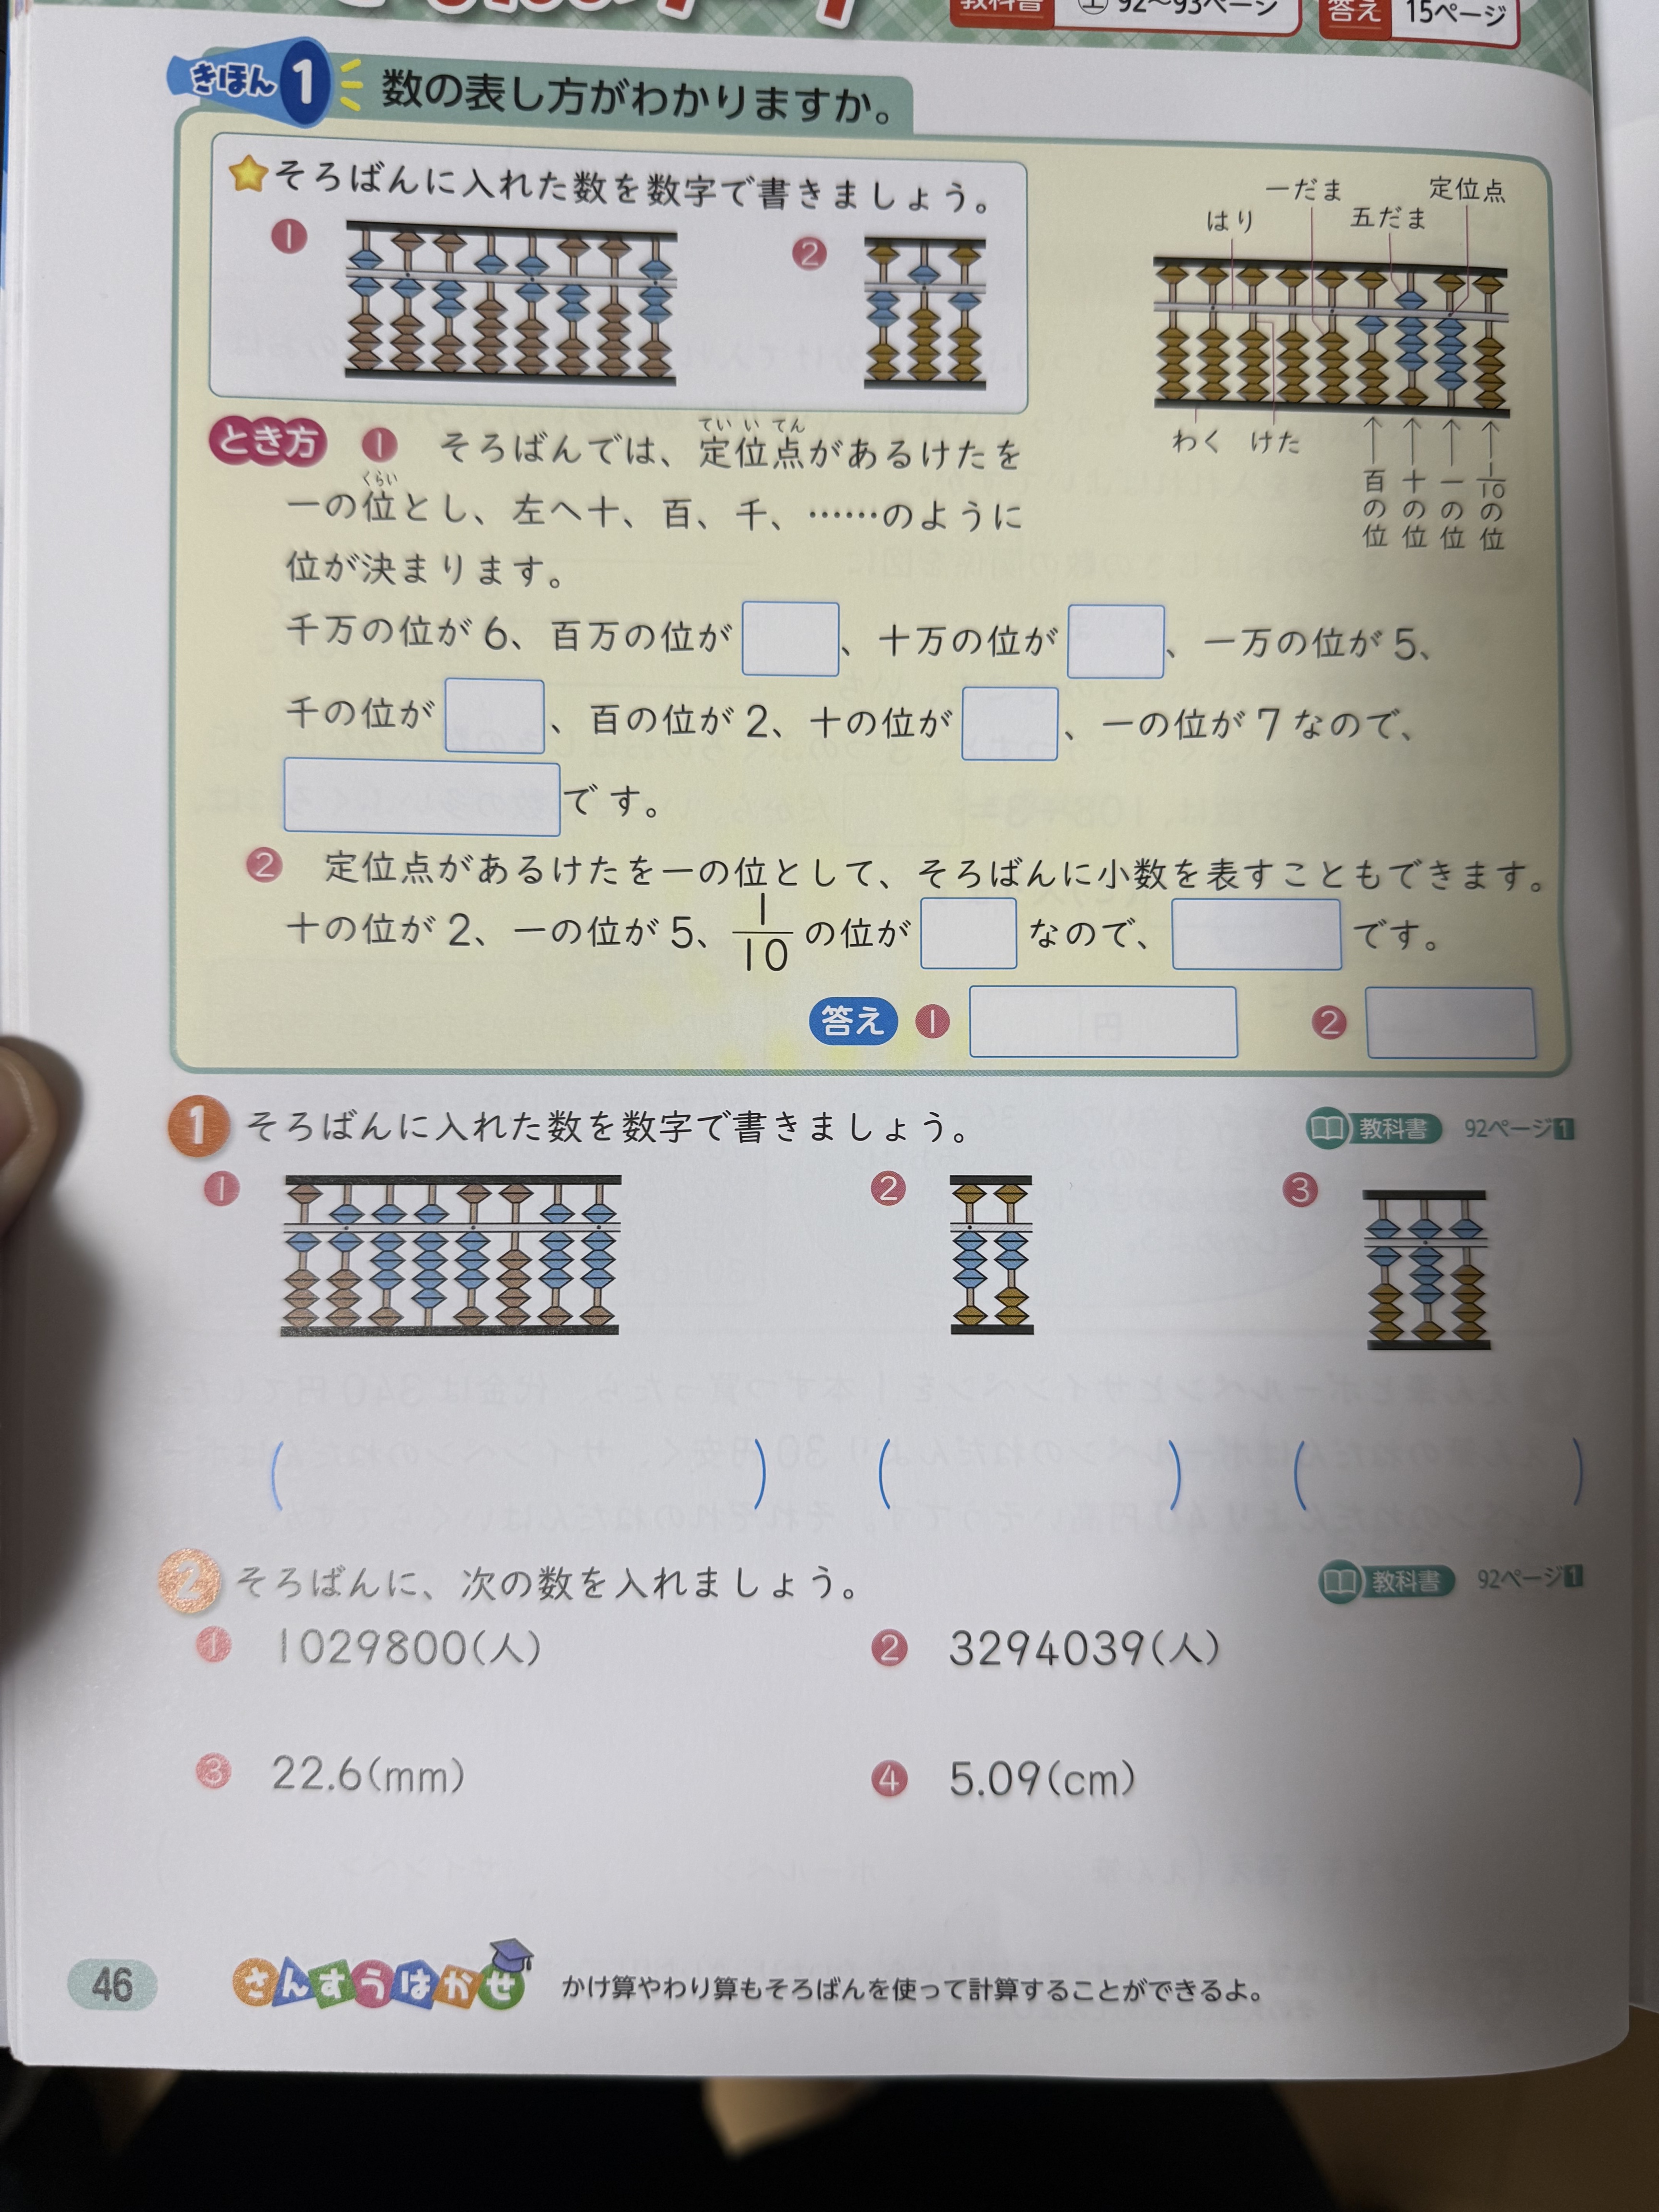 教科書 上 92〜93ページ 答え 15ページ
きほん 1 数の表し方がわかりますか。
そろばんに入れた数を数字で書きましょう。
1 2
一だま 定位点
はり 五だま
わく けた
百の位 十の位 一の位 1/10の位
とき方 1 そろばんでは、定位点があるけたを
ていいてん
一の位とし、左へ十、百、千、……のように
くらい
位が決まります。
千万の位が 6、百万の位が 、十万の位が 、一万の位が 5、
千の位が 、百の位が 2、十の位が 、一の位が 7 なので、
です。
2 定位点があるけたを一の位として、そろばんに小数を表すこともできます。
十の位が 2、一の位が 5、1/10 の位が なので、 です。
答え 1 2
1 そろばんに入れた数を数字で書きましょう。 教科書 92ページ1
1 2 3
( ) ( ) ( )
2 そろばんに、次の数を入れましょう。 教科書 92ページ1
1 1029800(人) 2 3294039(人)
3 22.6(mm) 4 5.09(cm)
46 さんすうはかせ かけ算やわり算もそろばんを使って計算することができるよ。